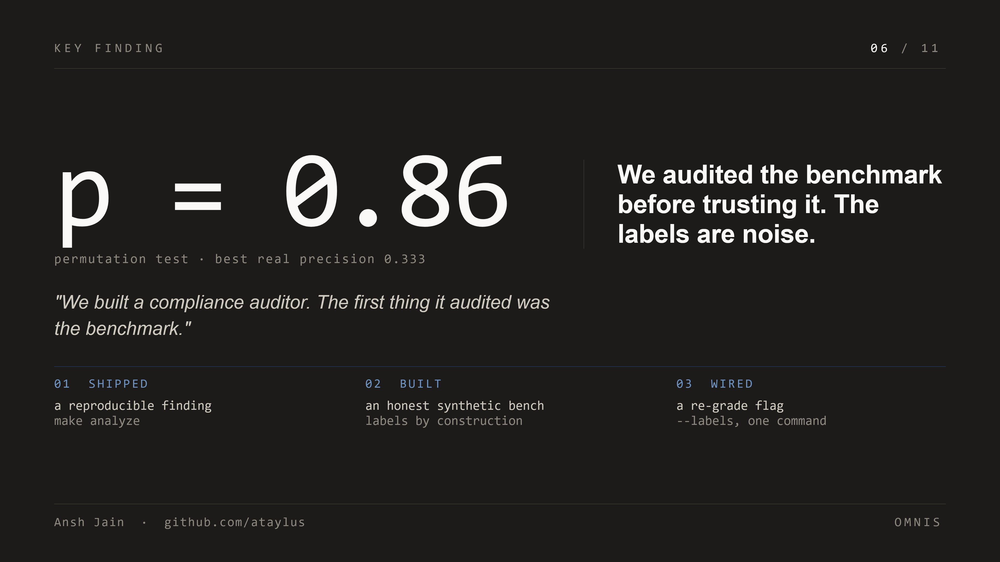 KEY FINDING
06 / 11
p = 0.86
permutation test · best real precision 0.333
We audited the benchmark
before trusting it. The
labels are noise.
"We built a compliance auditor. The first thing it audited was
the benchmark."
01 SHIPPED
a reproducible finding
make analyze
02 BUILT
an honest synthetic bench
labels by construction
03 WIRED
a re-grade flag
--labels, one command
Ansh Jain · github.com/ataylus
OMNIS